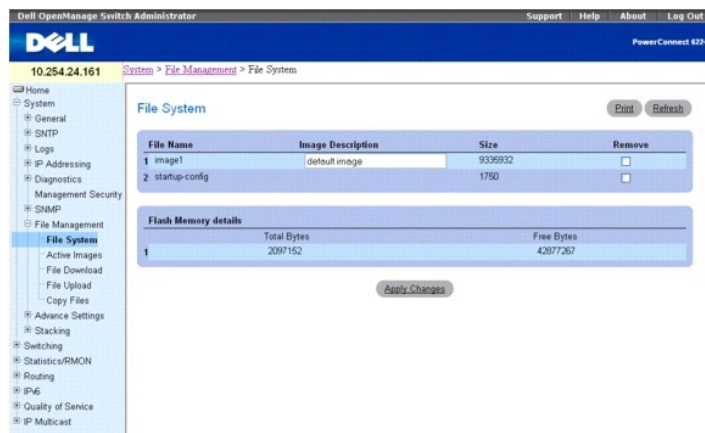 Dell OpenManage Switch Administrator
Support Help About Log Out
DELL
PowerConnect 622
10.254.24.161
System > File Management > File System
Home
System
General
SNTP
Logs
IP Addressing
Diagnostics
Management Security
SNMP
File Management
File System
Active Images
File Download
File Upload
Copy Files
Advance Settings
Stacking
Switching
Statistics/RMON
Routing
IPv6
Quality of Service
IP Multicast
File System
Print Refresh
File Name Image Description Size Remove
1 image1 default image 9335932
2 startup-config 1750
Flash Memory details
Total Bytes Free Bytes
1 2097152 42877267
Apply Changes